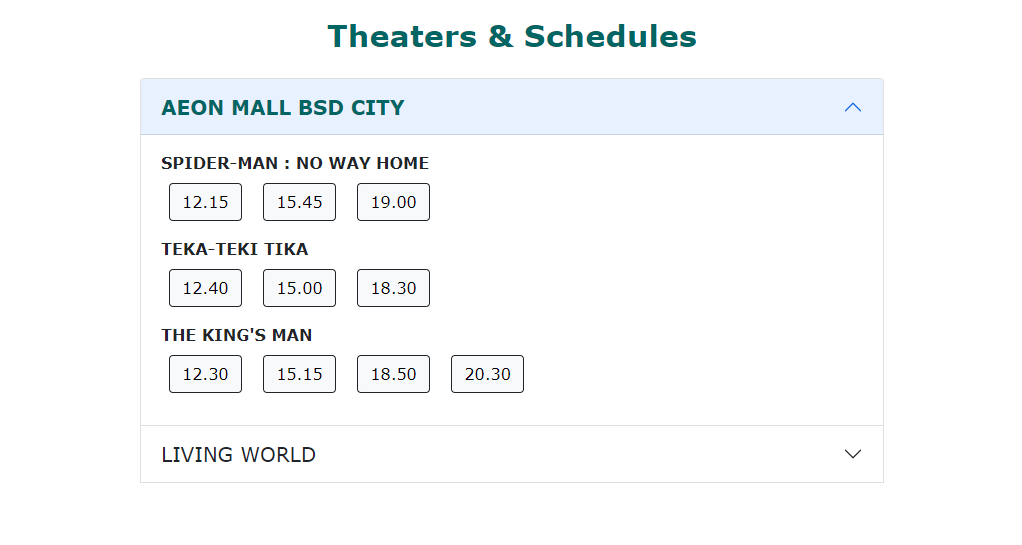 Theaters & Schedules
AEON MALL BSD CITY
SPIDER-MAN : NO WAY HOME
12.15 15.45 19.00
TEKA-TEKI TIKA
12.40 15.00 18.30
THE KING'S MAN
12.30 15.15 18.50 20.30
LIVING WORLD